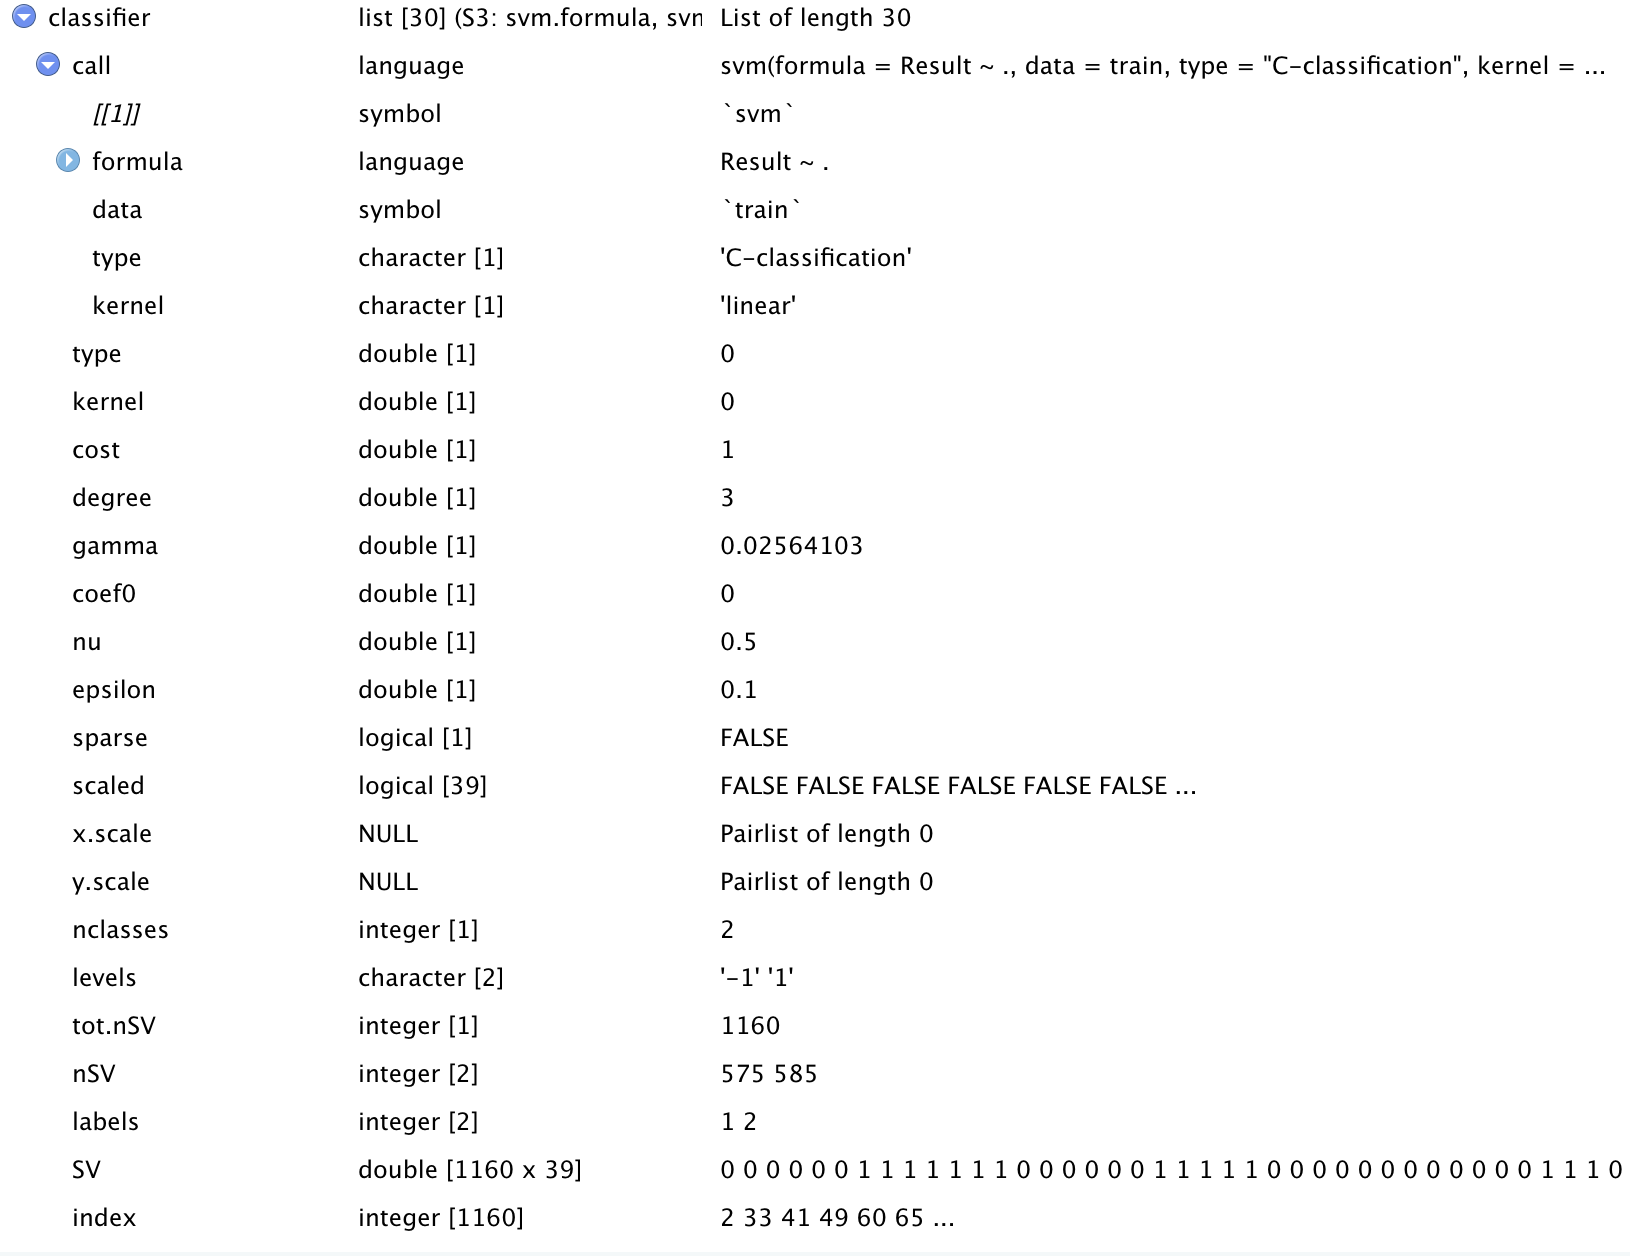 classifier list [30] (S3: svm.formula, svn List of length 30
call language svm(formula = Result ~ ., data = train, type = "C-classification", kernel = ...
[[1]] symbol `svm`
formula language Result ~ .
data symbol `train`
type character [1] 'C-classification'
kernel character [1] 'linear'
type double [1] 0
kernel double [1] 0
cost double [1] 1
degree double [1] 3
gamma double [1] 0.02564103
coef0 double [1] 0
nu double [1] 0.5
epsilon double [1] 0.1
sparse logical [1] FALSE
scaled logical [39] FALSE FALSE FALSE FALSE FALSE FALSE ...
x.scale NULL Pairlist of length 0
y.scale NULL Pairlist of length 0
nclasses integer [1] 2
levels character [2] '-1' '1'
tot.nSV integer [1] 1160
nSV integer [2] 575 585
labels integer [2] 1 2
SV double [1160 x 39] 0 0 0 0 0 0 1 1 1 1 1 1 1 0 0 0 0 0 0 1 1 1 1 1 0 0 0 0 0 0 0 0 0 0 0 0 1 1 1 0
index integer [1160] 2 33 41 49 60 65 ...